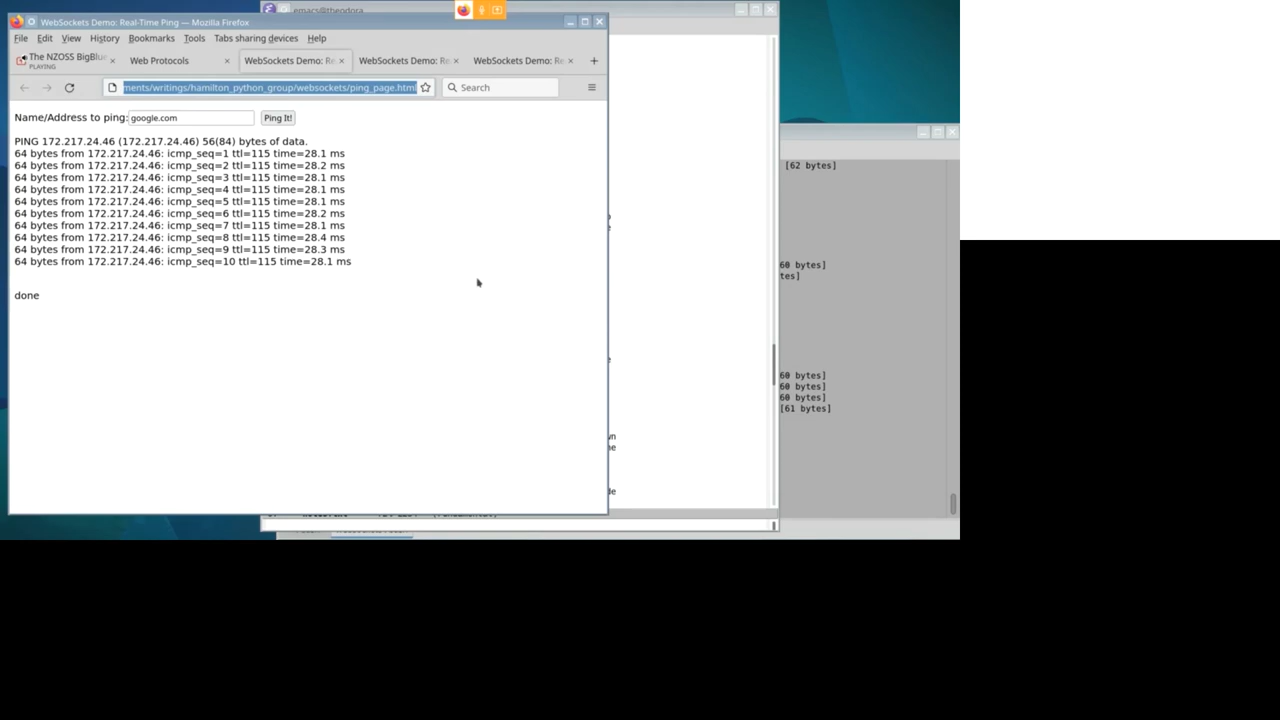 emacs@theodora
WebSockets Demo: Real-Time Ping — Mozilla Firefox
File Edit View History Bookmarks Tools Tabs sharing devices Help
The NZOSS BigBlue
PLAYING
Web Protocols
WebSockets Demo: Re
WebSockets Demo: Re
WebSockets Demo: Re
ments/writings/hamilton_python_group/websockets/ping_page.html
Search
Name/Address to ping: google.com Ping It!
PING 172.217.24.46 (172.217.24.46) 56(84) bytes of data.
64 bytes from 172.217.24.46: icmp_seq=1 ttl=115 time=28.1 ms
64 bytes from 172.217.24.46: icmp_seq=2 ttl=115 time=28.2 ms
64 bytes from 172.217.24.46: icmp_seq=3 ttl=115 time=28.1 ms
64 bytes from 172.217.24.46: icmp_seq=4 ttl=115 time=28.1 ms
64 bytes from 172.217.24.46: icmp_seq=5 ttl=115 time=28.1 ms
64 bytes from 172.217.24.46: icmp_seq=6 ttl=115 time=28.2 ms
64 bytes from 172.217.24.46: icmp_seq=7 ttl=115 time=28.1 ms
64 bytes from 172.217.24.46: icmp_seq=8 ttl=115 time=28.4 ms
64 bytes from 172.217.24.46: icmp_seq=9 ttl=115 time=28.3 ms
64 bytes from 172.217.24.46: icmp_seq=10 ttl=115 time=28.1 ms
done
[62 bytes]
60 bytes]
tes]
60 bytes]
60 bytes]
60 bytes]
[61 bytes]